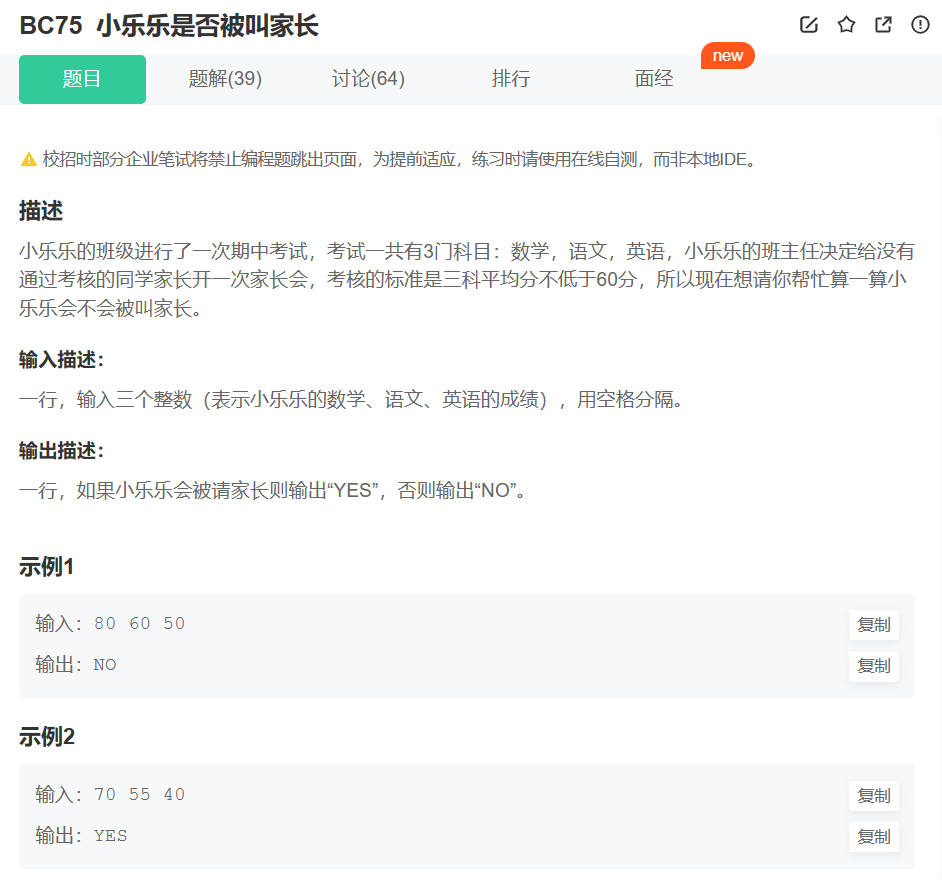 BC75 小乐乐是否被叫家长
new
题目 题解(39) 讨论(64) 排行 面经
校招时部分企业笔试将禁止编程题跳出页面，为提前适应，练习时请使用在线自测，而非本地IDE。
描述
小乐乐的班级进行了一次期中考试，考试一共有3门科目：数学，语文，英语，小乐乐的班主任决定给没有
通过考核的同学家长开一次家长会，考核的标准是三科平均分不低于60分，所以现在想请你帮忙算一算小
乐乐会不会被叫家长。
输入描述：
一行，输入三个整数（表示小乐乐的数学、语文、英语的成绩），用空格分隔。
输出描述：
一行，如果小乐乐会被请家长则输出“YES”，否则输出“NO”。
示例1
输入：80 60 50 复制
输出：NO 复制
示例2
输入：70 55 40 复制
输出：YES 复制